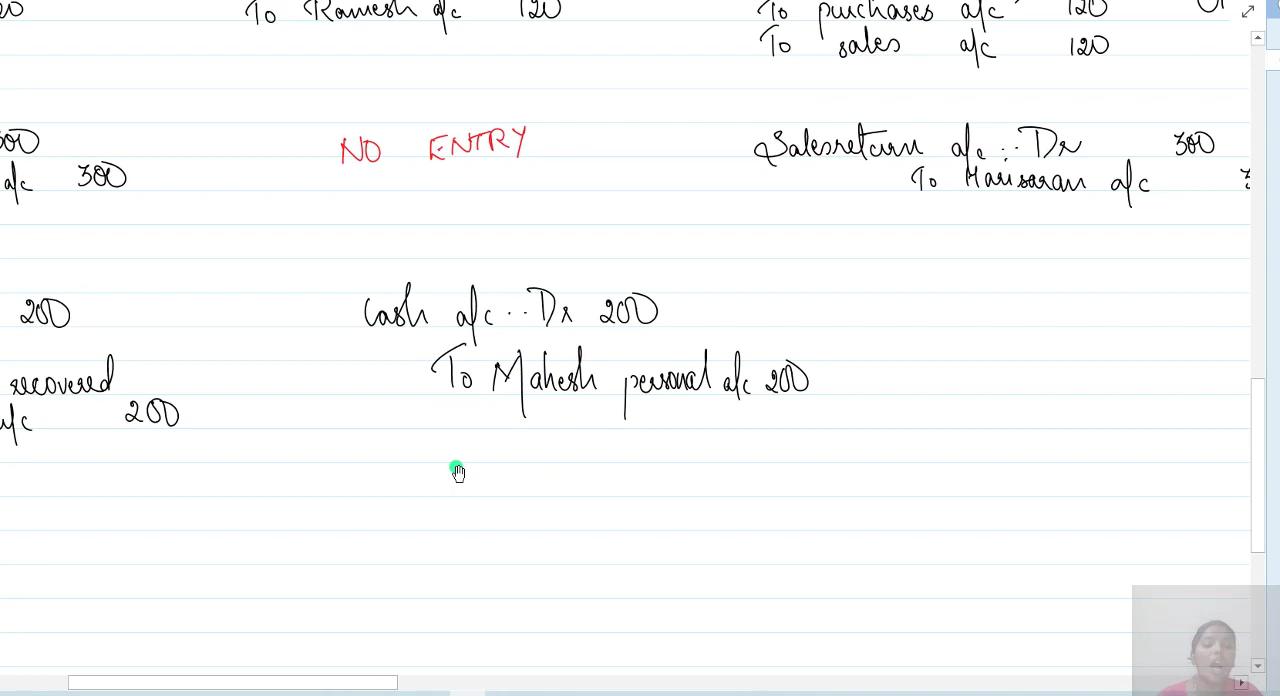 To Ramesh a/c 120
To purchases a/c 120
To sales a/c 120
300
NO ENTRY
Salesreturn a/c ... Dr 300
a/c 300
To Harisaran a/c
200
Cash a/c .. Dr 200
recovered
To Mahesh personal a/c 200
a/c 200